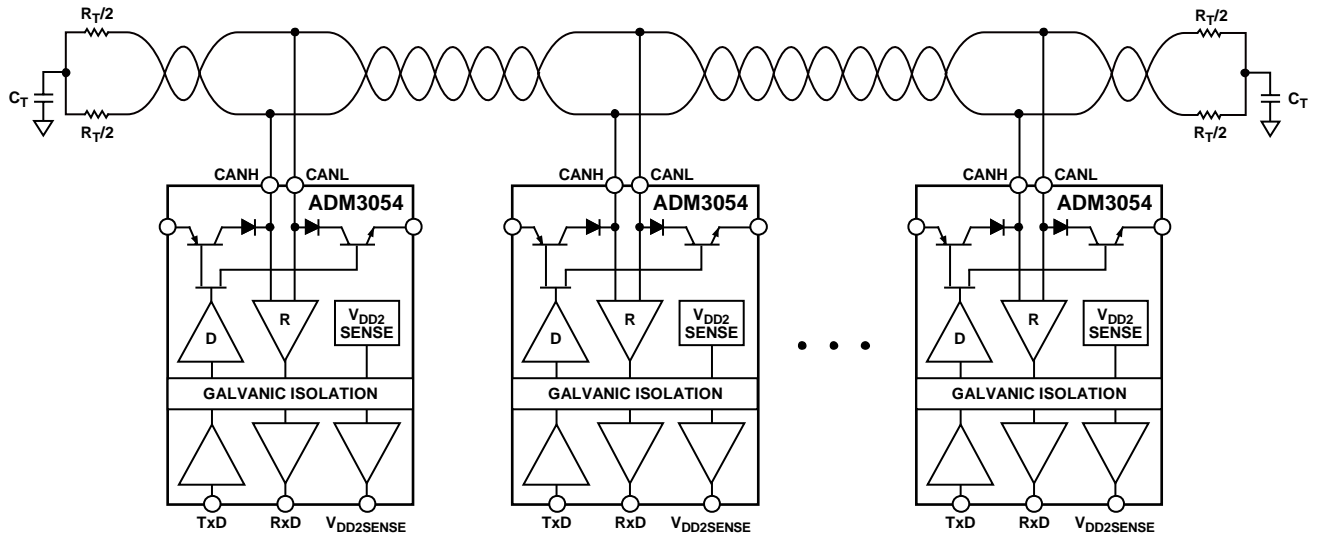 RT/2
RT/2
CT
CT
RT/2
RT/2
CANH CANL
CANH CANL
CANH CANL
ADM3054
ADM3054
ADM3054
D R VDD2 SENSE
D R VDD2 SENSE
D R VDD2 SENSE
GALVANIC ISOLATION
GALVANIC ISOLATION
GALVANIC ISOLATION
TxD RxD VDD2SENSE
TxD RxD VDD2SENSE
TxD RxD VDD2SENSE